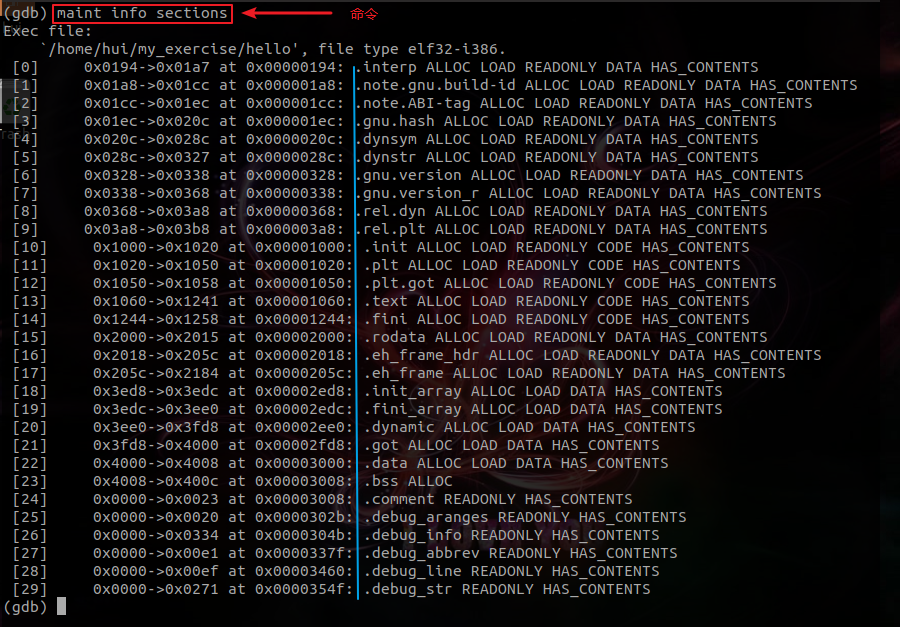 (gdb) maint info sections 命令
Exec file:
`/home/hui/my_exercise/hello', file type elf32-i386.
[0] 0x0194->0x01a7 at 0x00000194: .interp ALLOC LOAD READONLY DATA HAS_CONTENTS
[1] 0x01a8->0x01cc at 0x000001a8: .note.gnu.build-id ALLOC LOAD READONLY DATA HAS_CONTENTS
[2] 0x01cc->0x01ec at 0x000001cc: .note.ABI-tag ALLOC LOAD READONLY DATA HAS_CONTENTS
[3] 0x01ec->0x020c at 0x000001ec: .gnu.hash ALLOC LOAD READONLY DATA HAS_CONTENTS
[4] 0x020c->0x028c at 0x0000020c: .dynsym ALLOC LOAD READONLY DATA HAS_CONTENTS
[5] 0x028c->0x0327 at 0x0000028c: .dynstr ALLOC LOAD READONLY DATA HAS_CONTENTS
[6] 0x0328->0x0338 at 0x00000328: .gnu.version ALLOC LOAD READONLY DATA HAS_CONTENTS
[7] 0x0338->0x0368 at 0x00000338: .gnu.version_r ALLOC LOAD READONLY DATA HAS_CONTENTS
[8] 0x0368->0x03a8 at 0x00000368: .rel.dyn ALLOC LOAD READONLY DATA HAS_CONTENTS
[9] 0x03a8->0x03b8 at 0x000003a8: .rel.plt ALLOC LOAD READONLY DATA HAS_CONTENTS
[10] 0x1000->0x1020 at 0x00001000: .init ALLOC LOAD READONLY CODE HAS_CONTENTS
[11] 0x1020->0x1050 at 0x00001020: .plt ALLOC LOAD READONLY CODE HAS_CONTENTS
[12] 0x1050->0x1058 at 0x00001050: .plt.got ALLOC LOAD READONLY CODE HAS_CONTENTS
[13] 0x1060->0x1241 at 0x00001060: .text ALLOC LOAD READONLY CODE HAS_CONTENTS
[14] 0x1244->0x1258 at 0x00001244: .fini ALLOC LOAD READONLY CODE HAS_CONTENTS
[15] 0x2000->0x2015 at 0x00002000: .rodata ALLOC LOAD READONLY DATA HAS_CONTENTS
[16] 0x2018->0x205c at 0x00002018: .eh_frame_hdr ALLOC LOAD READONLY DATA HAS_CONTENTS
[17] 0x205c->0x2184 at 0x0000205c: .eh_frame ALLOC LOAD READONLY DATA HAS_CONTENTS
[18] 0x3ed8->0x3edc at 0x00002ed8: .init_array ALLOC LOAD DATA HAS_CONTENTS
[19] 0x3edc->0x3ee0 at 0x00002edc: .fini_array ALLOC LOAD DATA HAS_CONTENTS
[20] 0x3ee0->0x3fd8 at 0x00002ee0: .dynamic ALLOC LOAD DATA HAS_CONTENTS
[21] 0x3fd8->0x4000 at 0x00002fd8: .got ALLOC LOAD DATA HAS_CONTENTS
[22] 0x4000->0x4008 at 0x00003000: .data ALLOC LOAD DATA HAS_CONTENTS
[23] 0x4008->0x400c at 0x00003008: .bss ALLOC
[24] 0x0000->0x0023 at 0x00003008: .comment READONLY HAS_CONTENTS
[25] 0x0000->0x0020 at 0x0000302b: .debug_aranges READONLY HAS_CONTENTS
[26] 0x0000->0x0334 at 0x0000304b: .debug_info READONLY HAS_CONTENTS
[27] 0x0000->0x00e1 at 0x0000337f: .debug_abbrev READONLY HAS_CONTENTS
[28] 0x0000->0x00ef at 0x00003460: .debug_line READONLY HAS_CONTENTS
[29] 0x0000->0x0271 at 0x0000354f: .debug_str READONLY HAS_CONTENTS
(gdb)